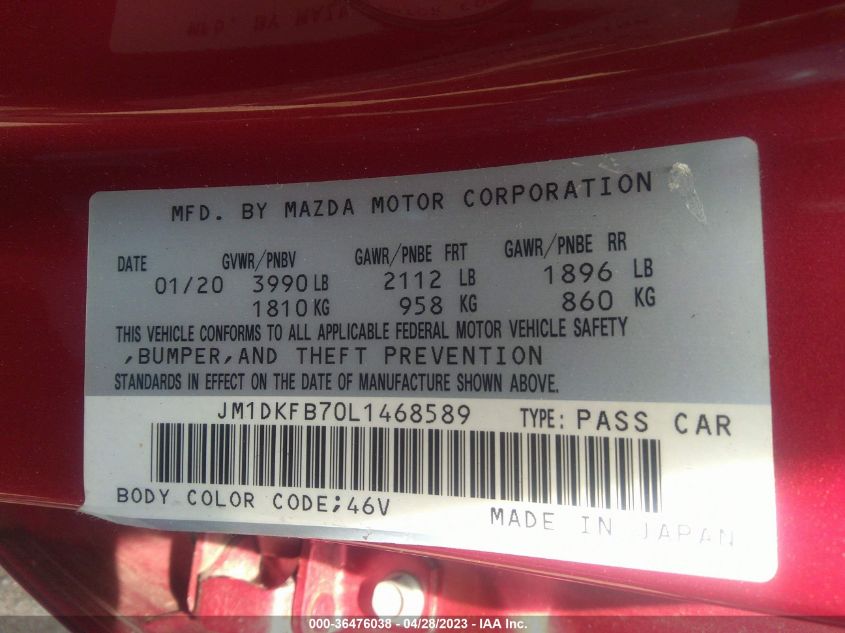 MFD. BY MAZDA MOTOR CORPORATION
DATE GVWR/PNBV GAWR/PNBE FRT GAWR/PNBE RR
01/20 3990 LB 2112 LB 1896 LB
1810 KG 958 KG 860 KG
THIS VEHICLE CONFORMS TO ALL APPLICABLE FEDERAL MOTOR VEHICLE SAFETY
,BUMPER,AND THEFT PREVENTION
STANDARDS IN EFFECT ON THE DATE OF MANUFACTURE SHOWN ABOVE.
JM1DKFB70L1468589 TYPE: PASS CAR
BODY COLOR CODE;46V
MADE IN JAPAN
000-36476038 - 04/28/2023 - IAA Inc.